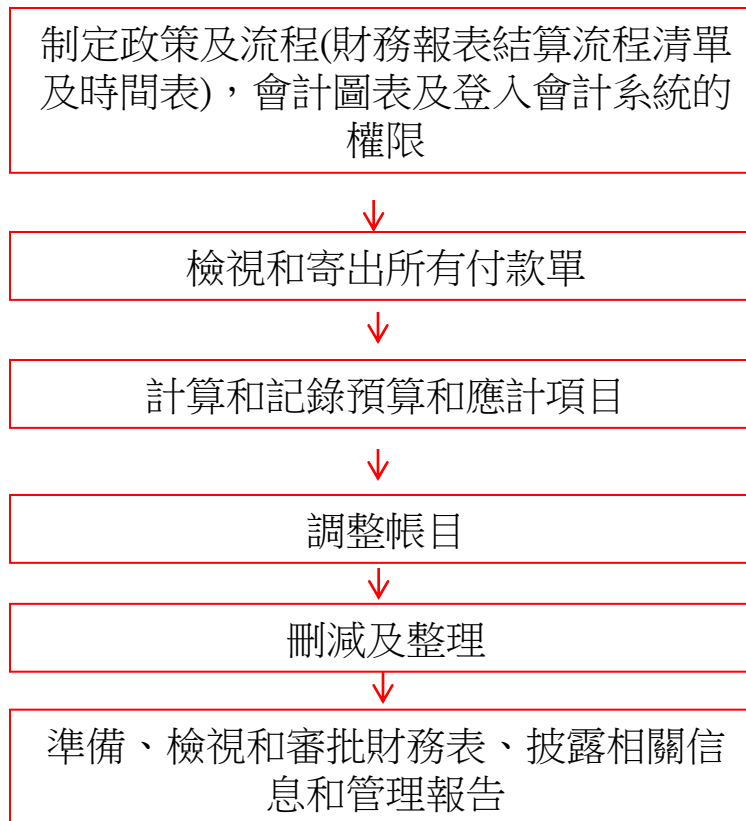 制定政策及流程(財務報表結算流程清單
及時間表)，會計圖表及登入會計系統的
權限
檢視和寄出所有付款單
計算和記錄預算和應計項目
調整帳目
刪減及整理
準備、檢視和審批財務表、披露相關信
息和管理報告